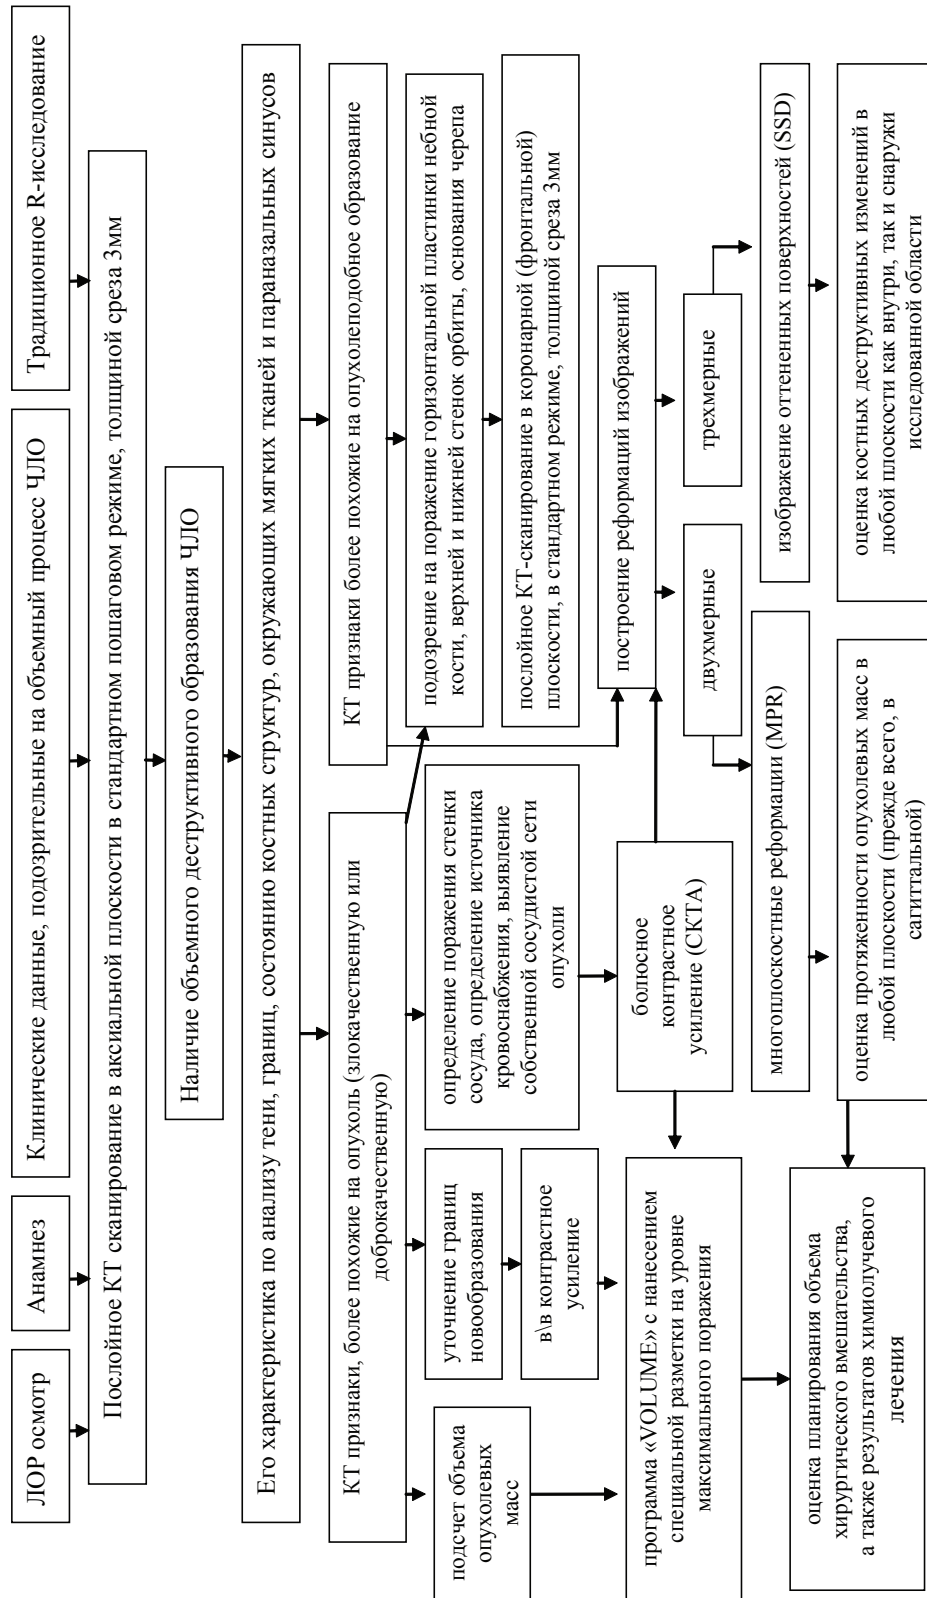 ЛОР осмотр
Анамнез
Клинические данные, подозрительные на объемный процесс ЧЛО
Традиционное R-исследование
Послойное КТ сканирование в аксиальной плоскости в стандартном пошаговом режиме, толщиной среза 3мм
Наличие объемного деструктивного образования ЧЛО
Его характеристика по анализу тени, границ, состоянию костных структур, окружающих мягких тканей и параназальных синусов
КТ признаки, более похожие на опухоль (злокачественную или
доброкачественную)
КТ признаки более похожие на опухолеподобное образование
подсчет объема
опухолевых
масс
уточнение границ
новообразования
в\в контрастное
усиление
определение поражения стенки
сосуда, определение источника
кровоснабжения, выявление
собственной сосудистой сети
опухоли
подозрение на поражение горизонтальной пластинки небной
кости, верхней и нижней стенок орбиты, основания черепа
послойное КТ-сканирование в коронарной (фронтальной)
плоскости, в стандартном режиме, толщиной среза 3мм
болюсное
контрастное
усиление (СКТА)
построение реформаций изображений
программа «VOLUME» с нанесением
специальной разметки на уровне
максимального поражения
двухмерные
трехмерные
многоплоскостные реформации (MPR)
изображение оттененных поверхностей (SSD)
оценка планирования объема
хирургического вмешательства,
а также результатов химиолучевого
лечения
оценка протяженности опухолевых масс в
любой плоскости (прежде всего, в
сагиттальной)
оценка костных деструктивных изменений в
любой плоскости как внутри, так и снаружи
исследованной области